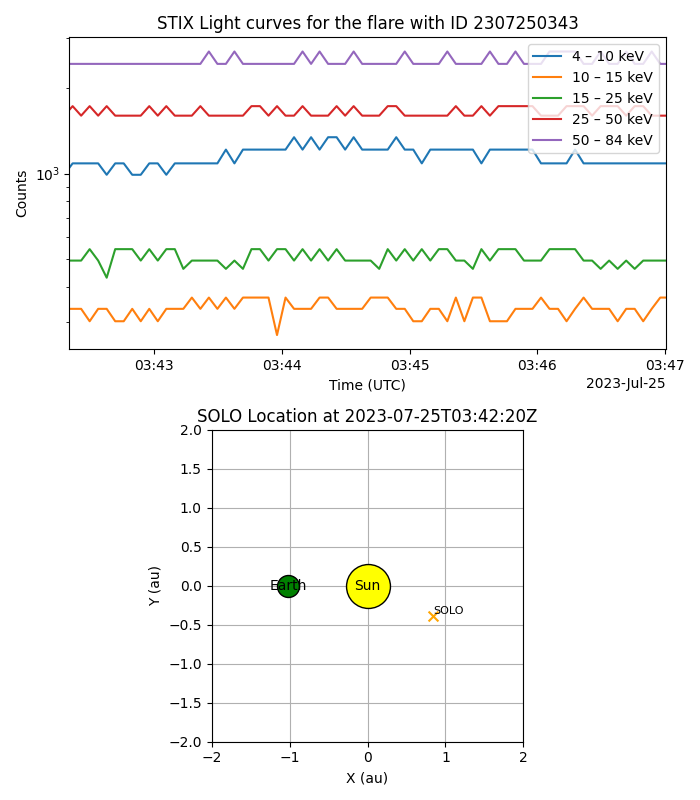 STIX Light curves for the flare with ID 2307250343
4 – 10 keV
10 – 15 keV
15 – 25 keV
25 – 50 keV
50 – 84 keV
10³
Counts
03:43 03:44 03:45 03:46 03:47
Time (UTC)
2023-Jul-25
SOLO Location at 2023-07-25T03:42:20Z
2.0
1.5
1.0
0.5
0.0
−0.5
−1.0
−1.5
−2.0
Y (au)
Earth
Sun
SOLO
−2 −1 0 1 2
X (au)